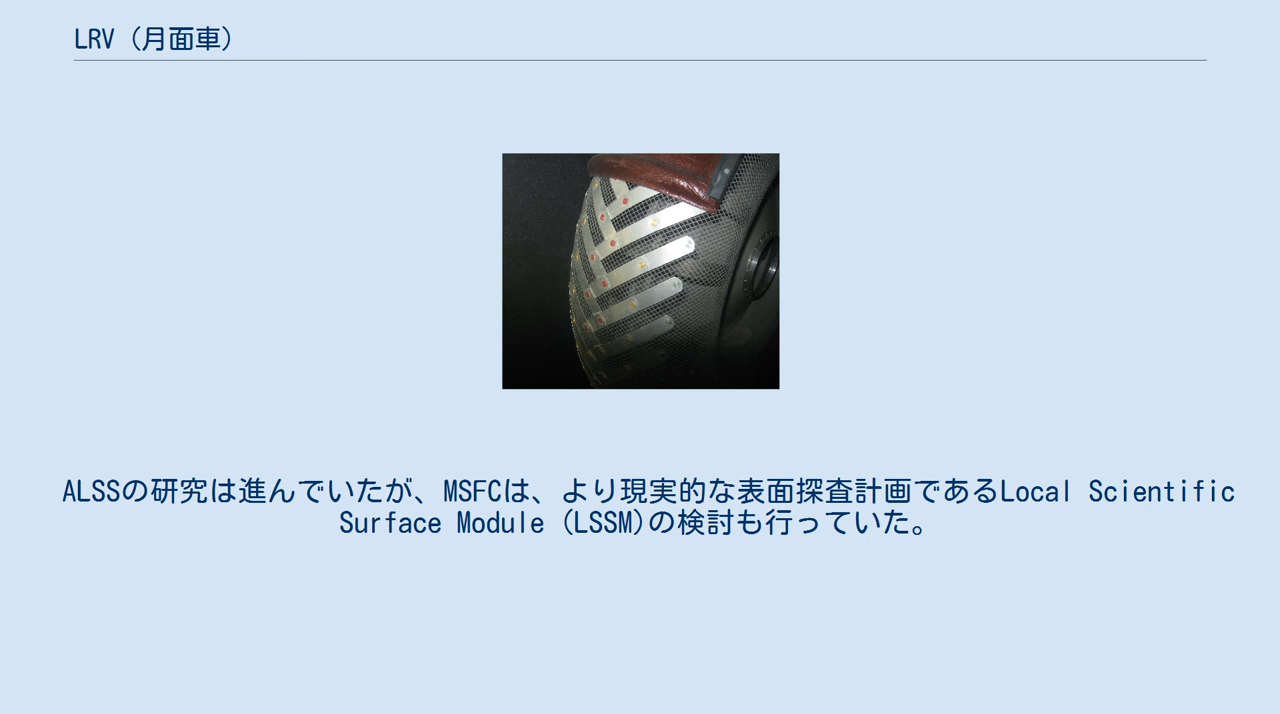 LRV (月面車)
ALSSの研究は進んでいたが、MSFCは、より現実的な表面探査計画であるLocal Scientific
Surface Module (LSSM)の検討も行っていた。